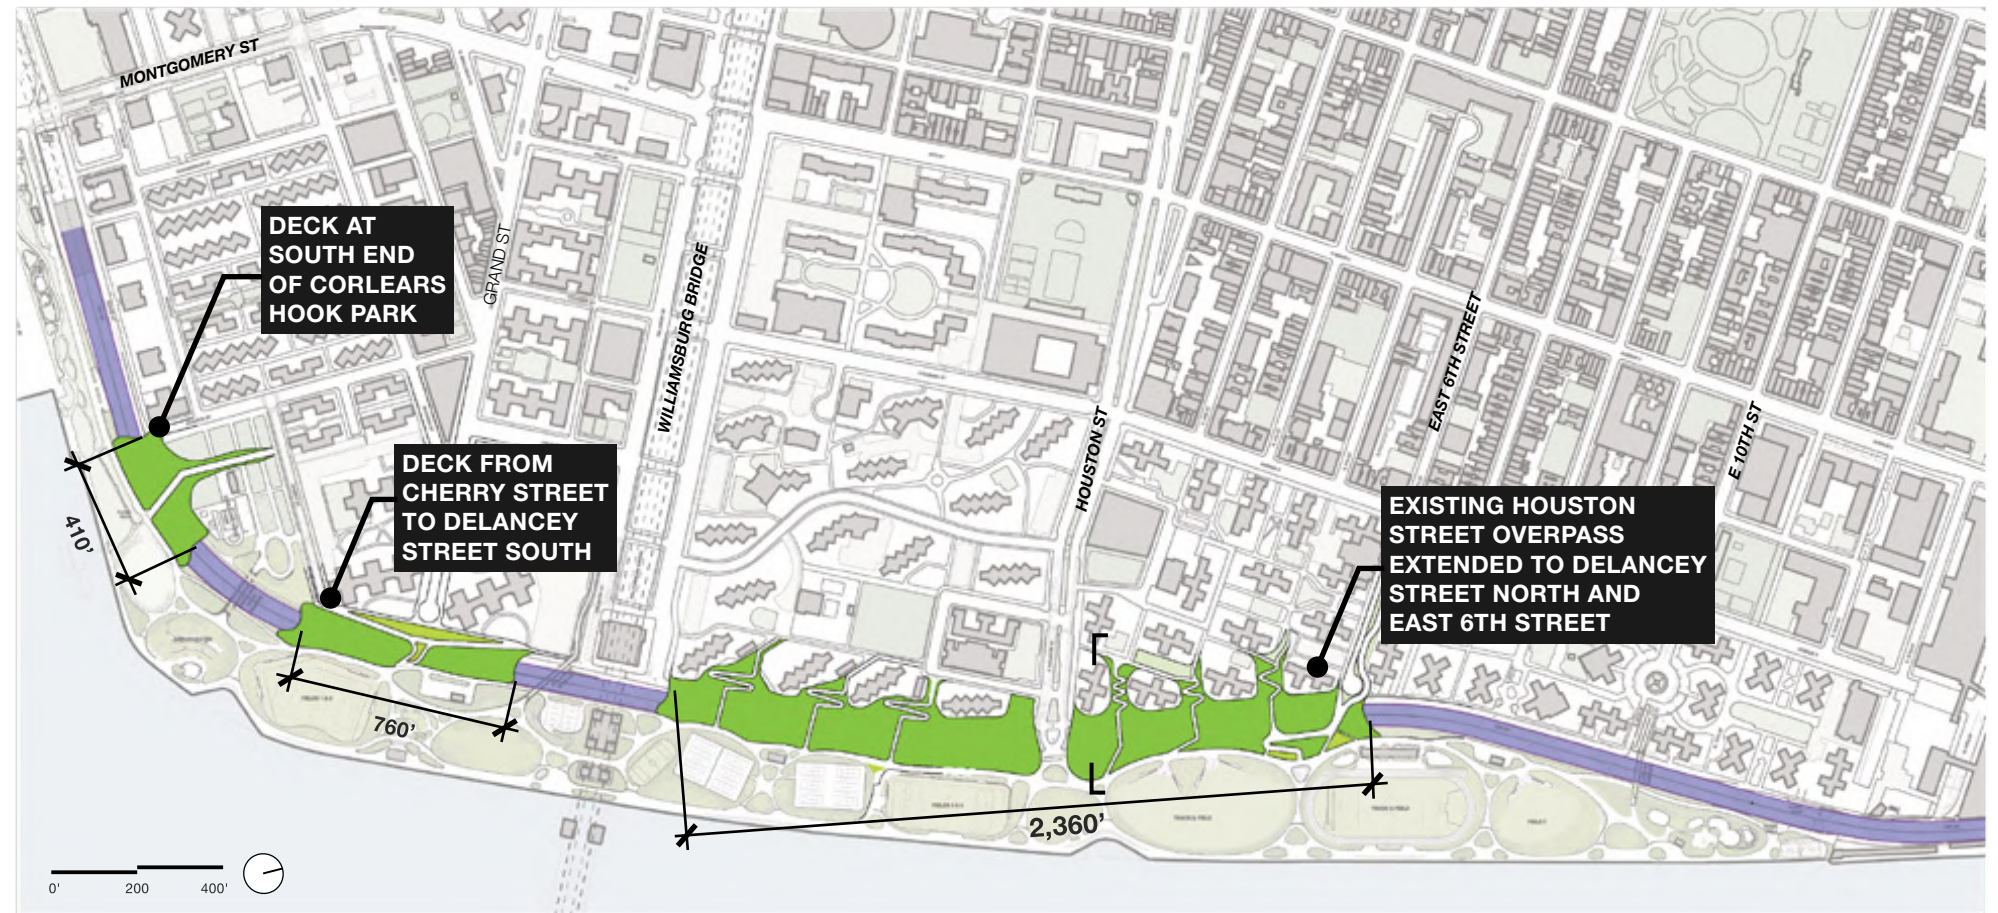 MONTGOMERY ST
DECK AT
SOUTH END
OF CORLEARS
HOOK PARK
GRAND ST
WILLIAMSBURG BRIDGE
HOUSTON ST
EAST 6TH STREET
E 10TH ST
DECK FROM
CHERRY STREET
TO DELANCEY
STREET SOUTH
EXISTING HOUSTON
STREET OVERPASS
EXTENDED TO DELANCEY
STREET NORTH AND
EAST 6TH STREET
410’
760’
2,360’
0' 200 400'